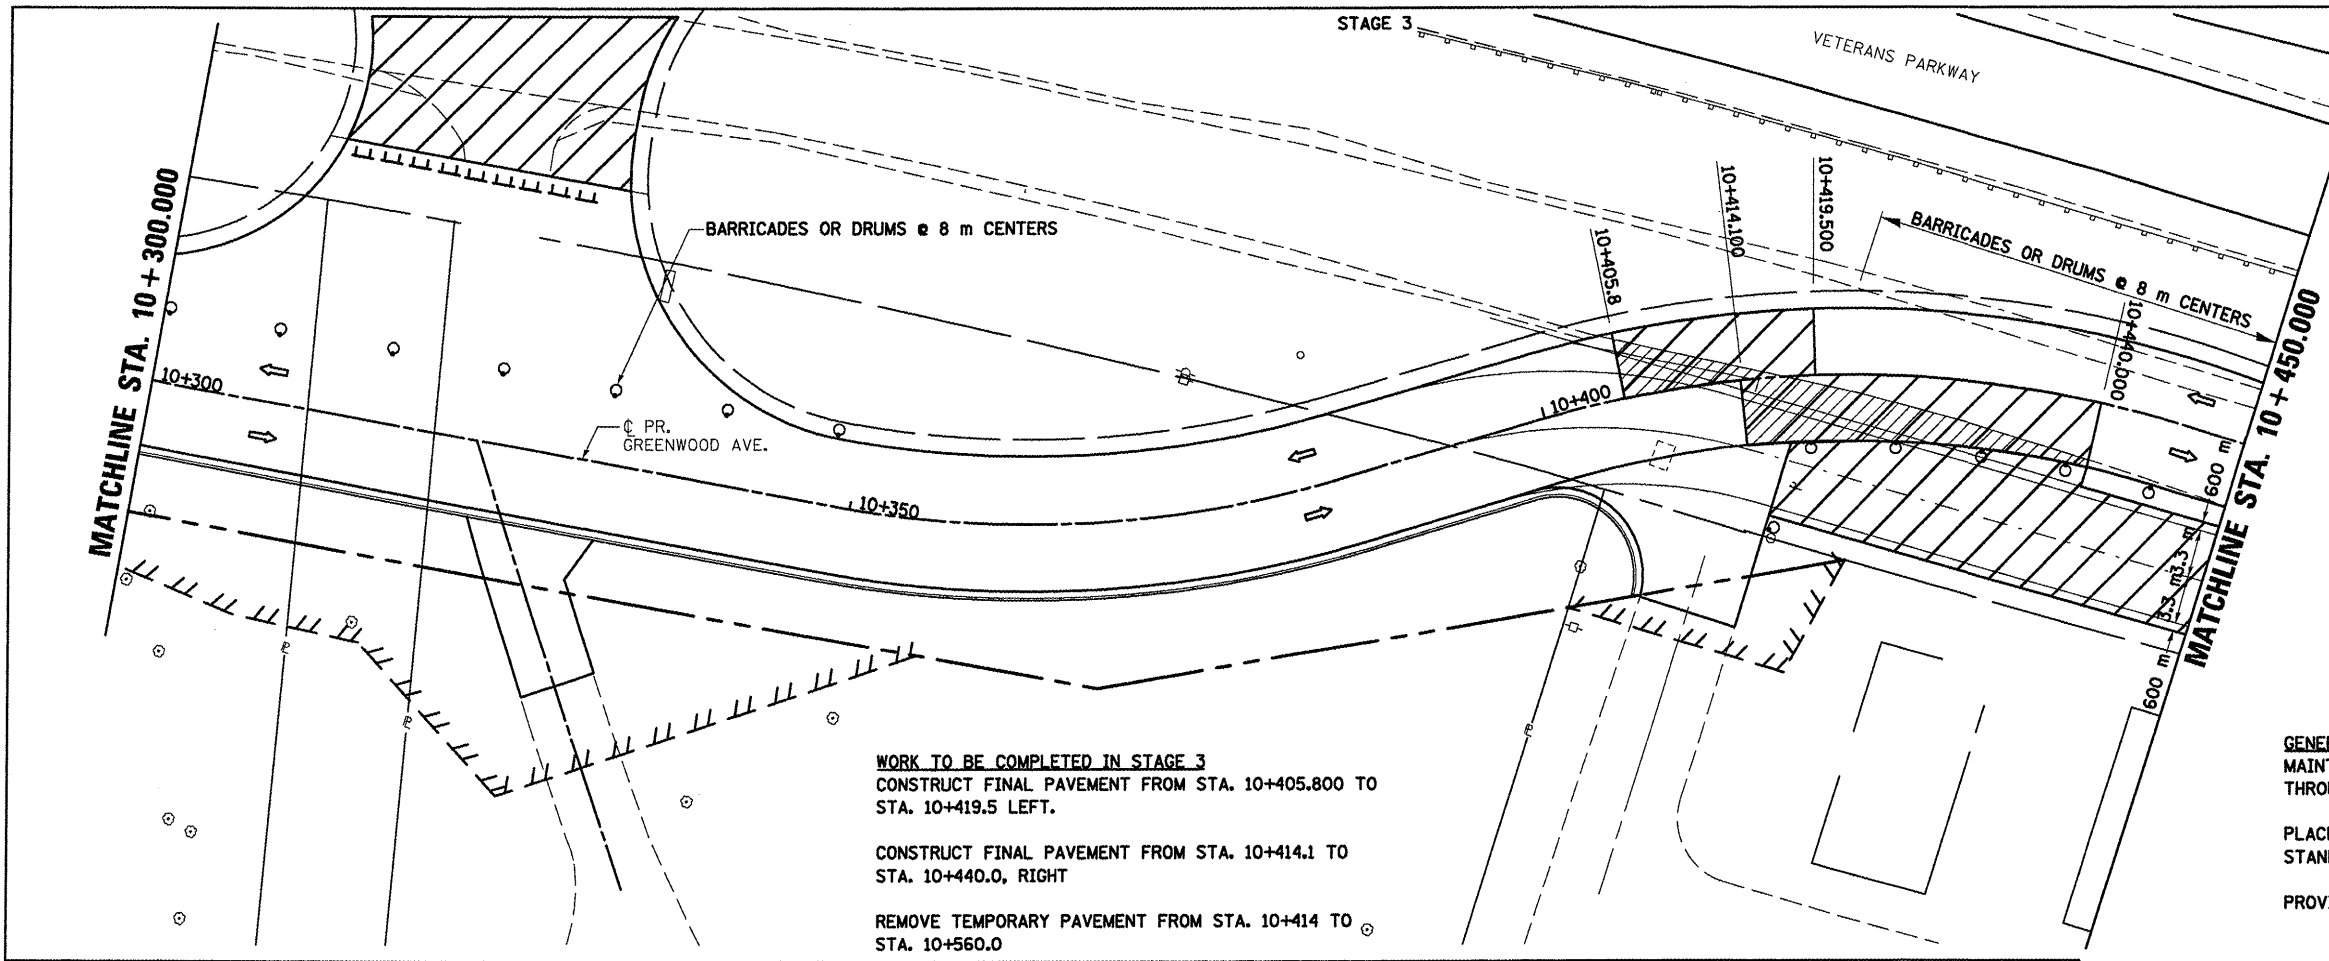 STAGE 3
VETERANS PARKWAY
MATCHLINE STA. 10+300.000
BARRICADES OR DRUMS @ 8 m CENTERS
10+405.8
10+414.100
10+419.500
BARRICADES OR DRUMS @ 8 m CENTERS
10+440.000
MATCHLINE STA. 10+450.000
10+300
℄ PR.
GREENWOOD AVE.
10+350
10+400
600 m
3.3 m
3.3 m
600 m
WORK TO BE COMPLETED IN STAGE 3
CONSTRUCT FINAL PAVEMENT FROM STA. 10+405.800 TO
STA. 10+419.5 LEFT.
CONSTRUCT FINAL PAVEMENT FROM STA. 10+414.1 TO
STA. 10+440.0, RIGHT
REMOVE TEMPORARY PAVEMENT FROM STA. 10+414 TO
STA. 10+560.0